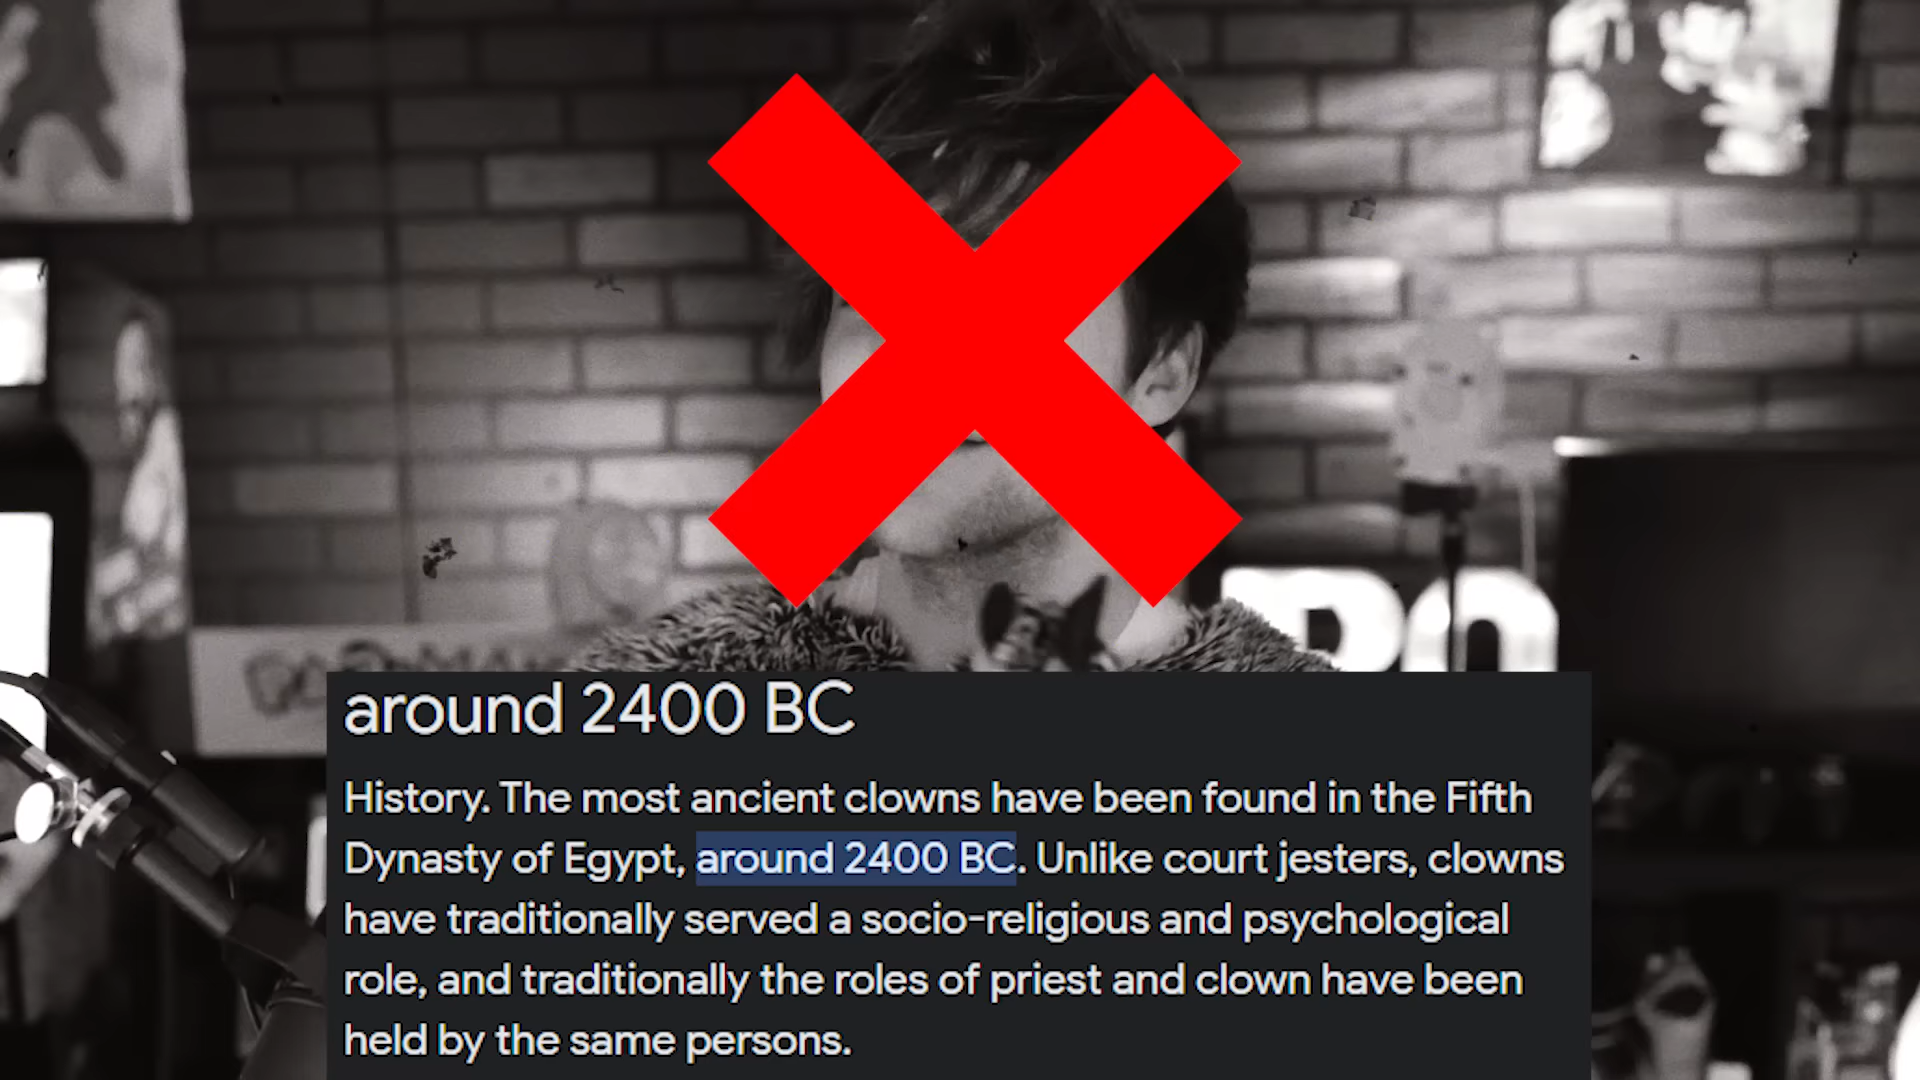 around 2400 BC
History. The most ancient clowns have been found in the Fifth
Dynasty of Egypt, around 2400 BC. Unlike court jesters, clowns
have traditionally served a socio-religious and psychological
role, and traditionally the roles of priest and clown have been
held by the same persons.